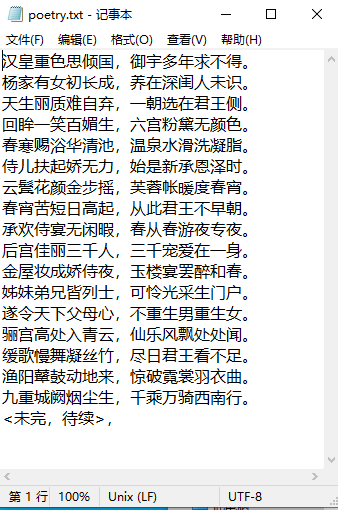 poetry.txt - 记事本
文件(F) 编辑(E) 格式(O) 查看(V) 帮助(H)
汉皇重色思倾国，御宇多年求不得。
杨家有女初长成，养在深闺人未识。
天生丽质难自弃，一朝选在君王侧。
回眸一笑百媚生，六宫粉黛无颜色。
春寒赐浴华清池，温泉水滑洗凝脂。
侍儿扶起娇无力，始是新承恩泽时。
云鬓花颜金步摇，芙蓉帐暖度春宵。
春宵苦短日高起，从此君王不早朝。
承欢侍宴无闲暇，春从春游夜专夜。
后宫佳丽三千人，三千宠爱在一身。
金屋妆成娇侍夜，玉楼宴罢醉和春。
姊妹弟兄皆列士，可怜光采生门户。
遂令天下父母心，不重生男重生女。
骊宫高处入青云，仙乐风飘处处闻。
缓歌慢舞凝丝竹，尽日君王看不足。
渔阳鼙鼓动地来，惊破霓裳羽衣曲。
九重城阙烟尘生，千乘万骑西南行。
<未完，待续>，
第 1 行 100% Unix (LF) UTF-8